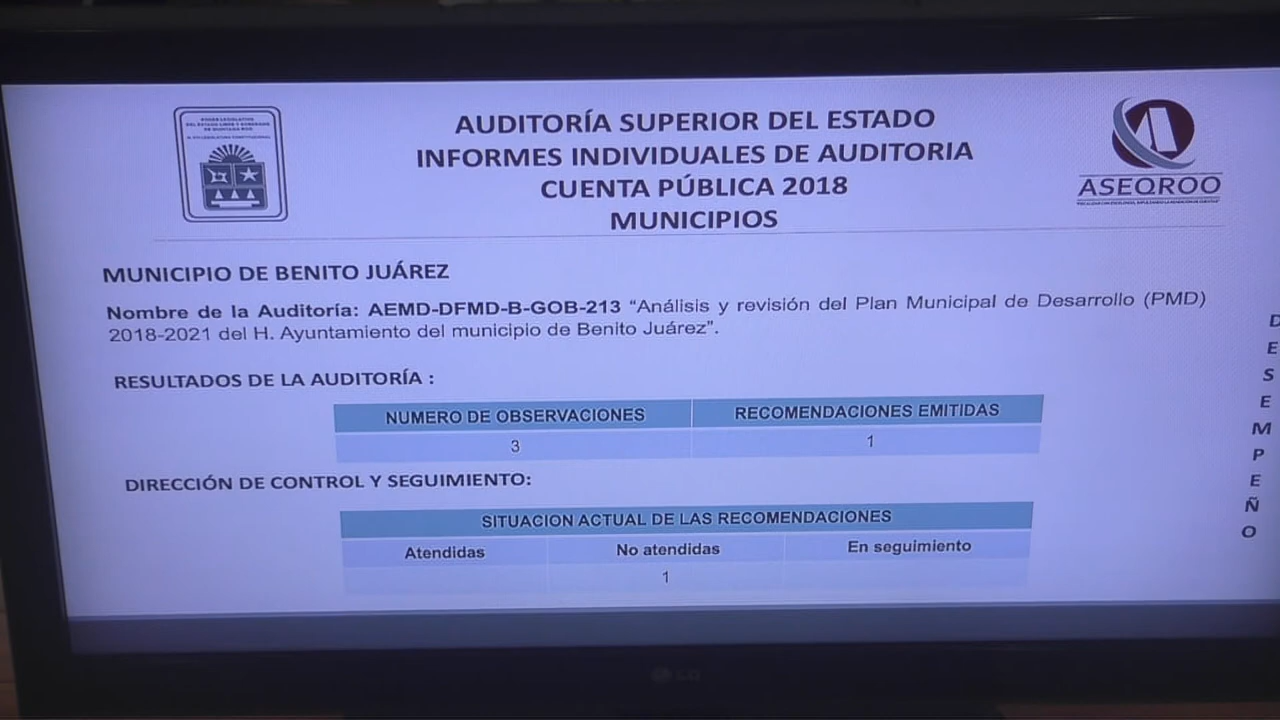 AUDITORÍA SUPERIOR DEL ESTADO
INFORMES INDIVIDUALES DE AUDITORIA
CUENTA PÚBLICA 2018
MUNICIPIOS
ASEQROO
MUNICIPIO DE BENITO JUÁREZ
Nombre de la Auditoría: AEMD-DFMD-B-GOB-213 “Análisis y revisión del Plan Municipal de Desarrollo (PMD)
2018-2021 del H. Ayuntamiento del municipio de Benito Juárez”.
RESULTADOS DE LA AUDITORÍA :
NUMERO DE OBSERVACIONES RECOMENDACIONES EMITIDAS
3 1
DIRECCIÓN DE CONTROL Y SEGUIMIENTO:
SITUACION ACTUAL DE LAS RECOMENDACIONES
Atendidas No atendidas En seguimiento
1
DESEMPEÑO
LG